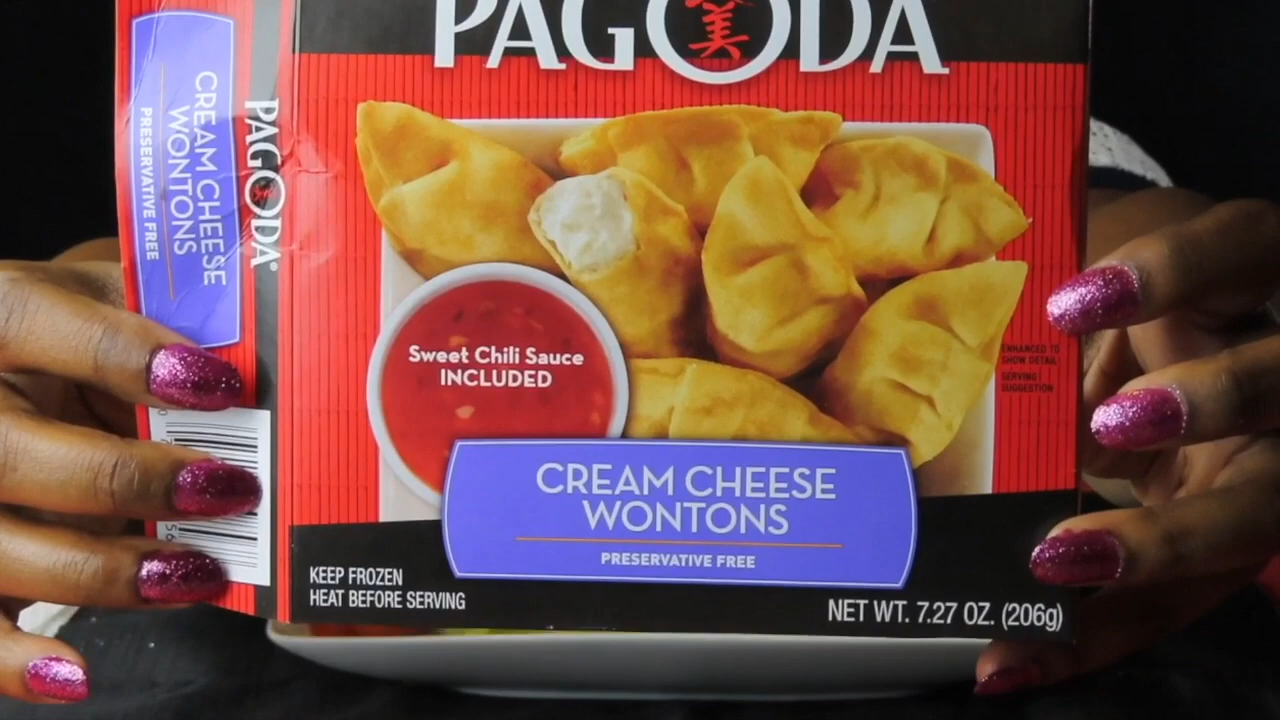 PAGODA
美
CREAM CHEESE
WONTONS
PRESERVATIVE FREE
PAGODA®
Sweet Chili Sauce
INCLUDED
ENHANCED TO
SHOW DETAIL
SERVING
SUGGESTION
CREAM CHEESE
WONTONS
PRESERVATIVE FREE
KEEP FROZEN
HEAT BEFORE SERVING
NET WT. 7.27 OZ. (206g)